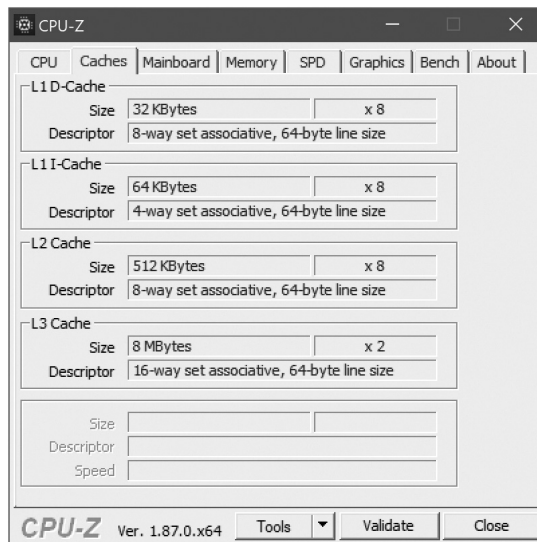 CPU-Z
CPU Caches Mainboard Memory SPD Graphics Bench About
L1 D-Cache
Size 32 KBytes x 8
Descriptor 8-way set associative, 64-byte line size
L1 I-Cache
Size 64 KBytes x 8
Descriptor 4-way set associative, 64-byte line size
L2 Cache
Size 512 KBytes x 8
Descriptor 8-way set associative, 64-byte line size
L3 Cache
Size 8 MBytes x 2
Descriptor 16-way set associative, 64-byte line size
Size
Descriptor
Speed
CPU-Z Ver. 1.87.0.x64 Tools Validate Close